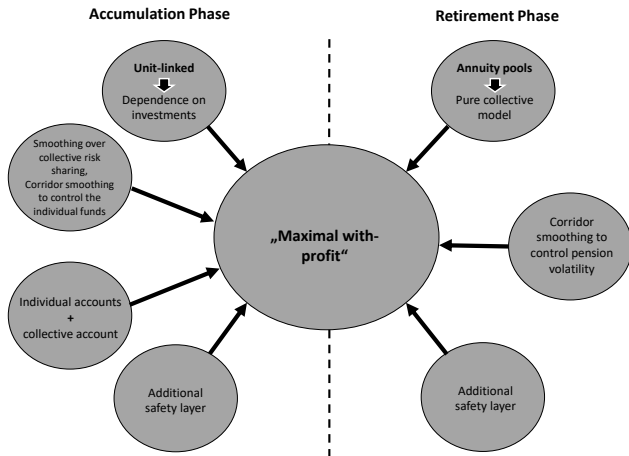 Accumulation Phase
Retirement Phase
Unit-linked
Dependence on
investments
Annuity pools
Pure collective
model
Smoothing over
collective risk
sharing,
Corridor smoothing
to control the
individual funds
„Maximal with-
profit“
Corridor
smoothing to
control pension
volatility
Individual accounts
+
collective account
Additional
safety layer
Additional
safety layer